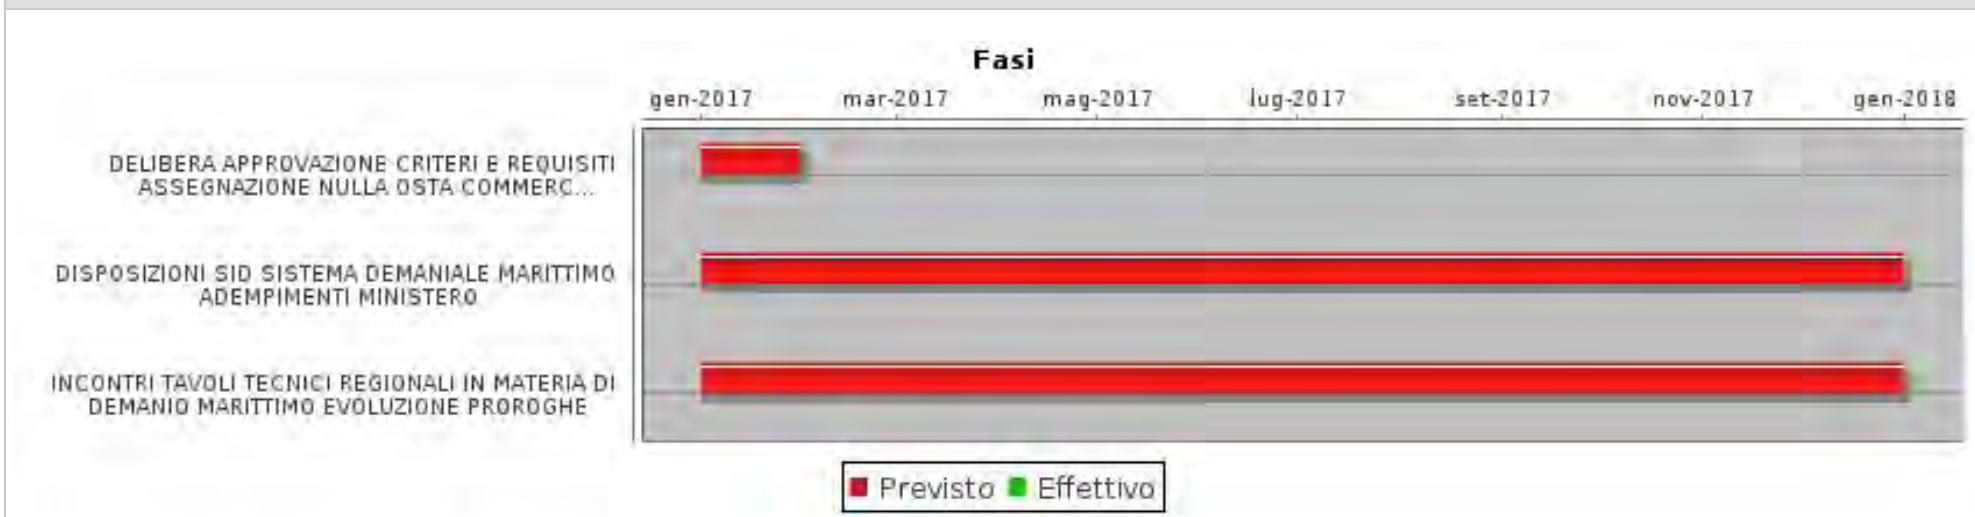 Fasi
gen-2017 mar-2017 mag-2017 lug-2017 set-2017 nov-2017 gen-2018
DELIBERA APPROVAZIONE CRITERI E REQUISITI
ASSEGNAZIONE NULLA OSTA COMMERC...
DISPOSIZIONI SID SISTEMA DEMANIALE MARITTIMO
ADEMPIMENTI MINISTERO
INCONTRI TAVOLI TECNICI REGIONALI IN MATERIA DI
DEMANIO MARITTIMO EVOLUZIONE PROROGHE
Previsto Effettivo